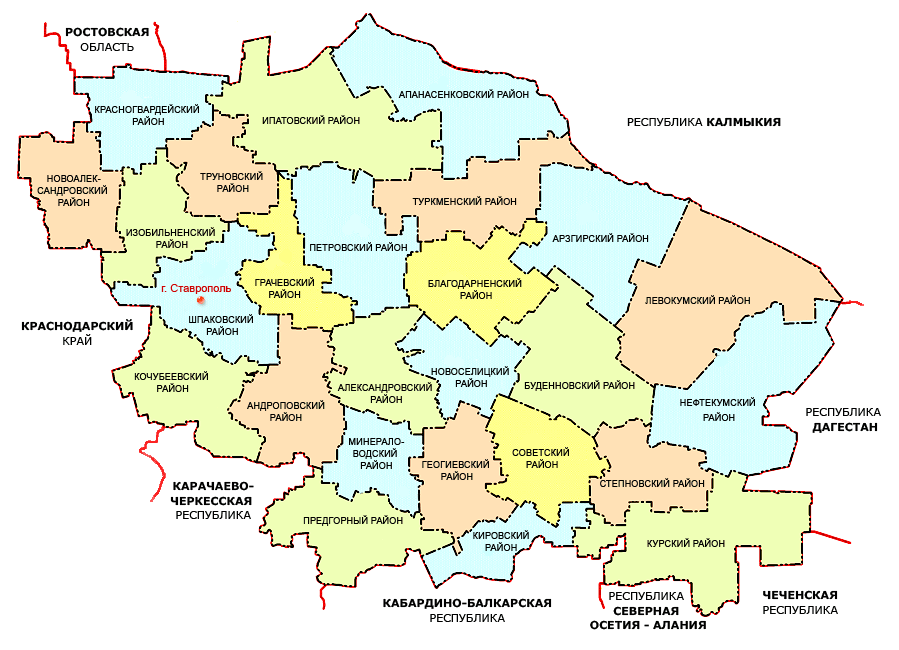 РОСТОВСКАЯ
ОБЛАСТЬ
КРАСНОГВАРДЕЙСКИЙ
РАЙОН
ИПАТОВСКИЙ РАЙОН
АПАНАСЕНКОВСКИЙ РАЙОН
РЕСПУБЛИКА КАЛМЫКИЯ
НОВОАЛЕК-
САНДРОВСКИЙ
РАЙОН
ТРУНОВСКИЙ
РАЙОН
ТУРКМЕНСКИЙ РАЙОН
ИЗОБИЛЬНЕНСКИЙ
РАЙОН
ПЕТРОВСКИЙ РАЙОН
АРЗГИРСКИЙ РАЙОН
г. Ставрополь
ШПАКОВСКИЙ
РАЙОН
ГРАЧЕВСКИЙ
РАЙОН
БЛАГОДАРНЕНСКИЙ
РАЙОН
ЛЕВОКУМСКИЙ РАЙОН
КРАСНОДАРСКИЙ
КРАЙ
КОЧУБЕЕВСКИЙ
РАЙОН
АНДРОПОВСКИЙ
РАЙОН
АЛЕКСАНДРОВСКИЙ
РАЙОН
НОВОСЕЛИЦКИЙ
РАЙОН
БУДЕННОВСКИЙ РАЙОН
НЕФТЕКУМСКИЙ
РАЙОН
РЕСПУБЛИКА
ДАГЕСТАН
МИНЕРАЛО-
ВОДСКИЙ
РАЙОН
ГЕОГИЕВСКИЙ
РАЙОН
СОВЕТСКИЙ
РАЙОН
СТЕПНОВСКИЙ РАЙОН
КАРАЧАЕВО-
ЧЕРКЕССКАЯ
РЕСПУБЛИКА
ПРЕДГОРНЫЙ РАЙОН
КИРОВСКИЙ
РАЙОН
КУРСКИЙ РАЙОН
КАБАРДИНО-БАЛКАРСКАЯ
РЕСПУБЛИКА
РЕСПУБЛИКА
СЕВЕРНАЯ
ОСЕТИЯ - АЛАНИЯ
ЧЕЧЕНСКАЯ
РЕСПУБЛИКА